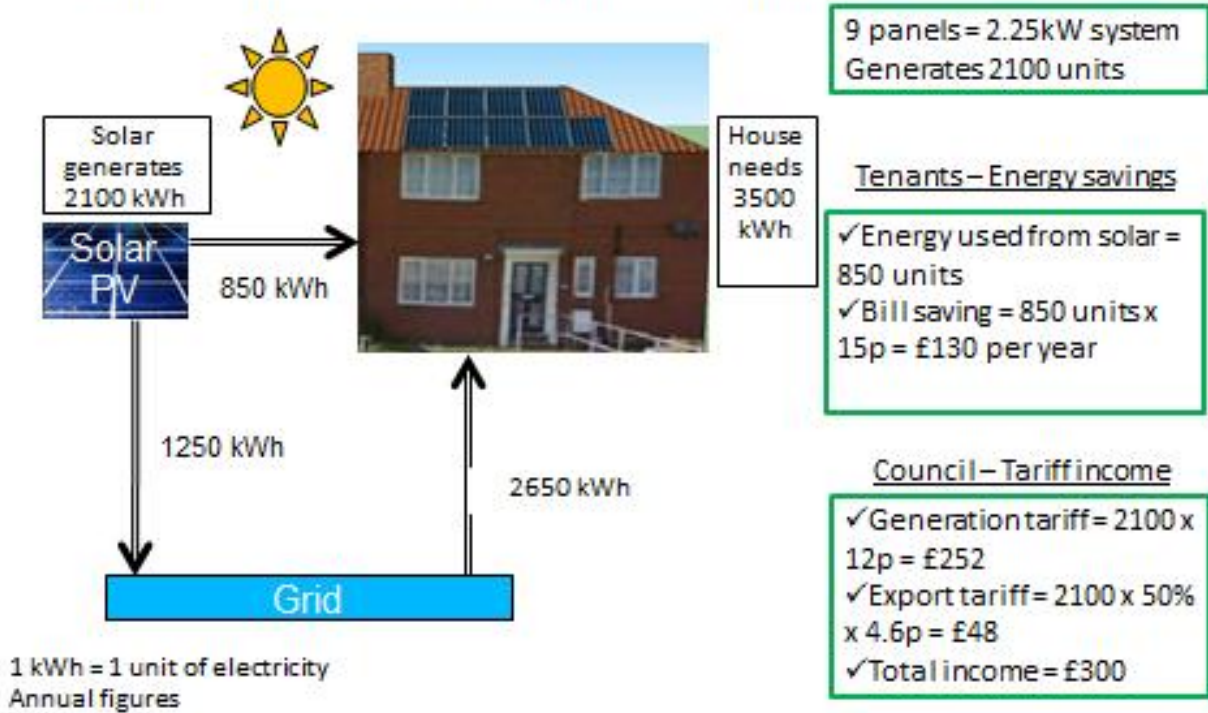 9 panels = 2.25kW system
Generates 2100 units
Solar
generates
2100 kWh
House
needs
3500
kWh
Solar
PV
850 kWh
1250 kWh
2650 kWh
Grid
1 kWh = 1 unit of electricity
Annual figures
Tenants – Energy savings
✓Energy used from solar =
850 units
✓Bill saving = 850 units x
15p = £130 per year
Council – Tariff income
✓Generation tariff = 2100 x
12p = £252
✓Export tariff = 2100 x 50%
x 4.6p = £48
✓Total income = £300